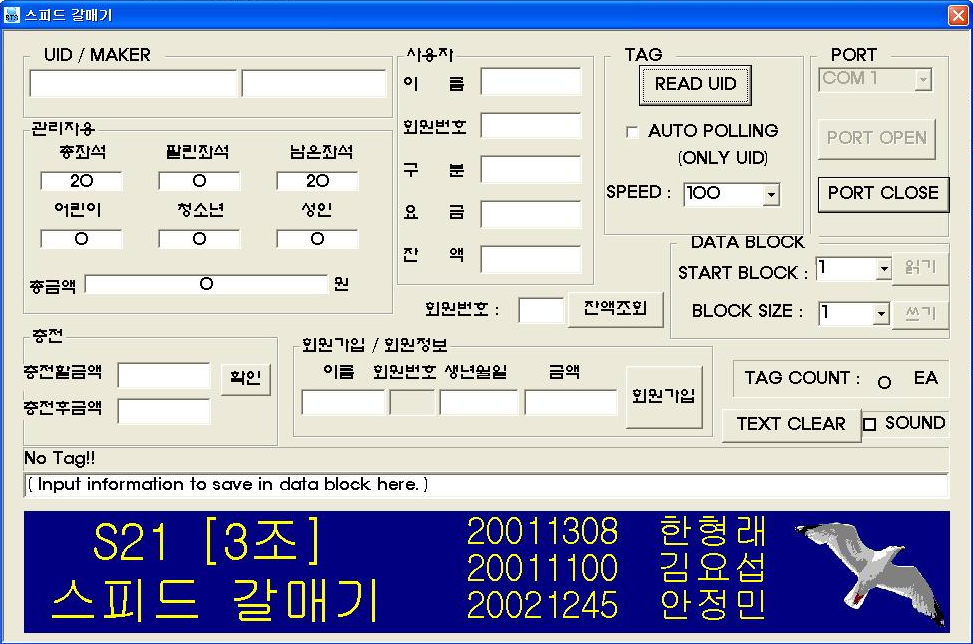 스피드 갈매기
UID / MAKER
관리자용
총좌석 팔린좌석 남은좌석
20 0 20
어린이 청소년 성인
0 0 0
총금액 0 원
사용자
이 름
회원번호
구 분
요 금
잔 액
TAG
READ UID
AUTO POLLING
(ONLY UID)
SPEED : 100
PORT
COM 1
PORT OPEN
PORT CLOSE
DATA BLOCK
START BLOCK : 1 읽기
BLOCK SIZE : 1 쓰기
회원번호 : 잔액조회
충전
충전할금액
확인
충전후금액
회원가입 / 회원정보
이름 회원번호 생년월일 금액
회원가입
TAG COUNT : 0 EA
TEXT CLEAR SOUND
No Tag!!
( Input information to save in data block here. )
S21 [3조]
스피드 갈매기
20011308 한형래
20011100 김요섭
20021245 안정민